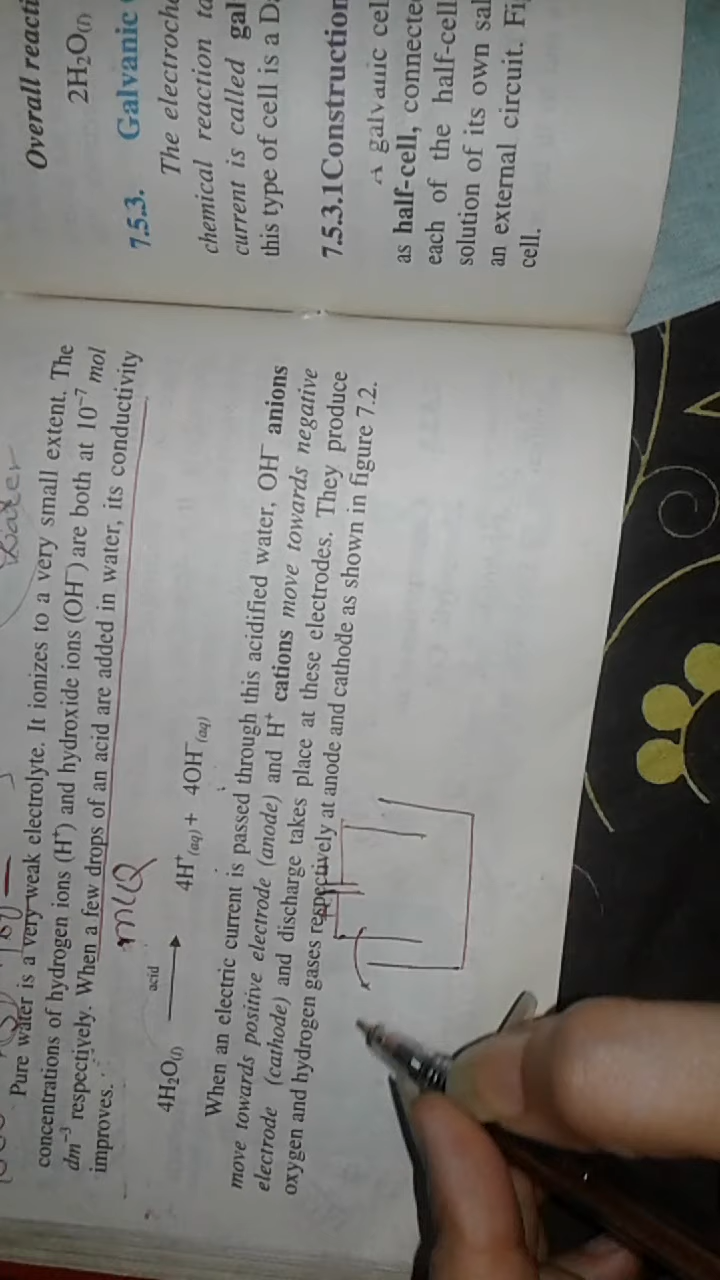 Water
Pure water is a very weak electrolyte. It ionizes to a very small extent. The
concentrations of hydrogen ions (H⁺) and hydroxide ions (OH⁻) are both at 10⁻⁷ mol
dm⁻³ respectively. When a few drops of an acid are added in water, its conductivity
improves.
MCQ
acid
4H₂O(l) → 4H⁺(aq) + 4OH⁻(aq)
When an electric current is passed through this acidified water, OH⁻ anions
move towards positive electrode (anode) and H⁺ cations move towards negative
electrode (cathode) and discharge takes place at these electrodes. They produce
oxygen and hydrogen gases respectively at anode and cathode as shown in figure 7.2.
Overall reacti
2H₂O(l)
7.5.3. Galvanic
The electroche
chemical reaction ta
current is called gal
this type of cell is a Da
7.5.3.1Construction
A galvanic cel
as half-cell, connecte
each of the half-cell
solution of its own sal
an external circuit. Fi
cell.